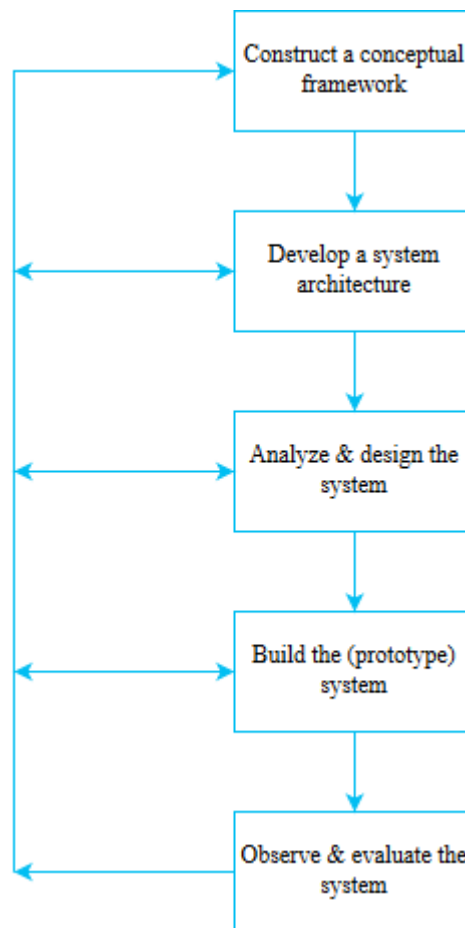 Construct a conceptual
framework
Develop a system
architecture
Analyze & design the
system
Build the (prototype)
system
Observe & evaluate the
system